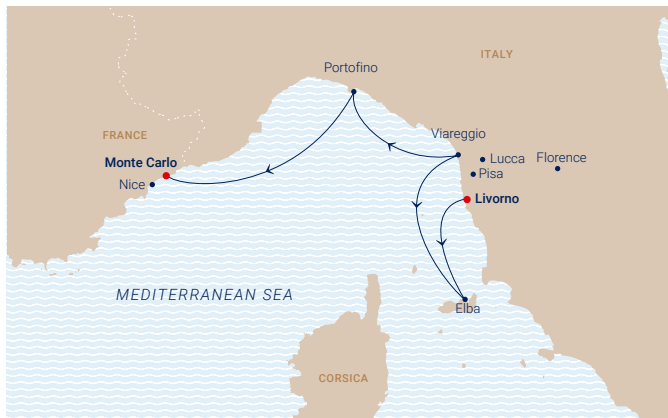 ITALY
Portofino
FRANCE
Viareggio
Monte Carlo
Lucca
Florence
Pisa
Nice
Livorno
MEDITERRANEAN SEA
Elba
CORSICA